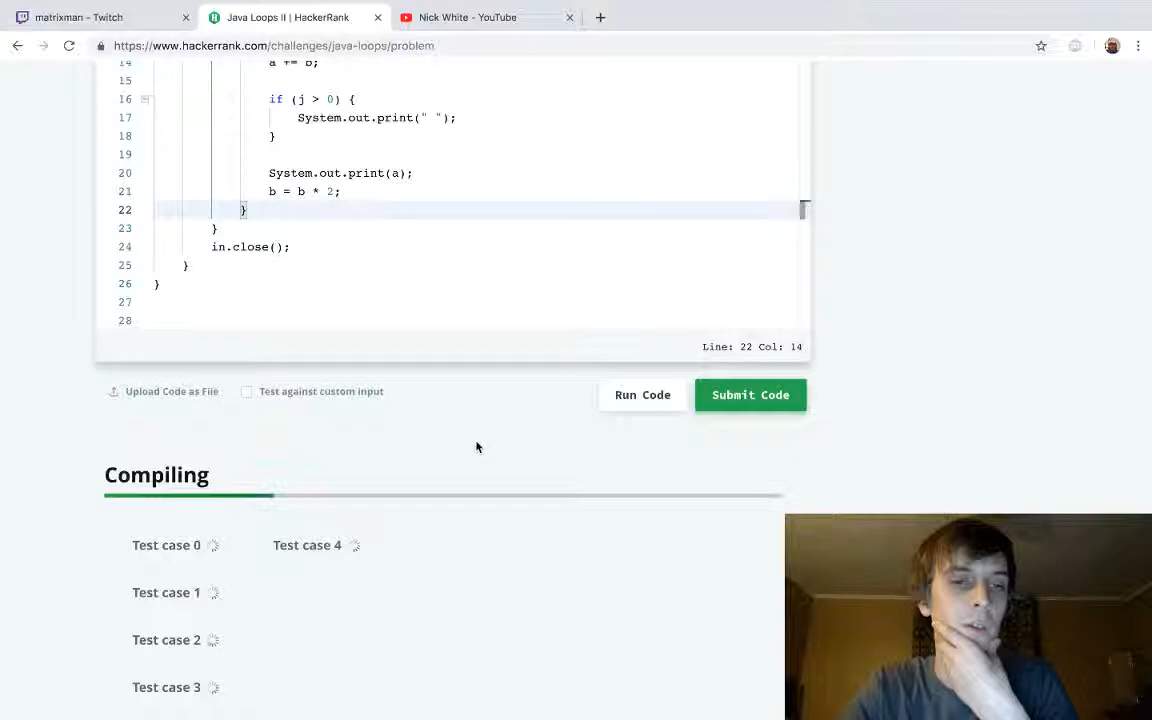 matrixman - Twitch
Java Loops II | HackerRank
Nick White - YouTube
https://www.hackerrank.com/challenges/java-loops/problem
14 a += b;
15
16 if (j > 0) {
17 System.out.print(" ");
18 }
19
20 System.out.print(a);
21 b = b * 2;
22 }
23 }
24 in.close();
25 }
26 }
27
28
Line: 22 Col: 14
Upload Code as File
Test against custom input
Run Code
Submit Code
Compiling
Test case 0
Test case 4
Test case 1
Test case 2
Test case 3